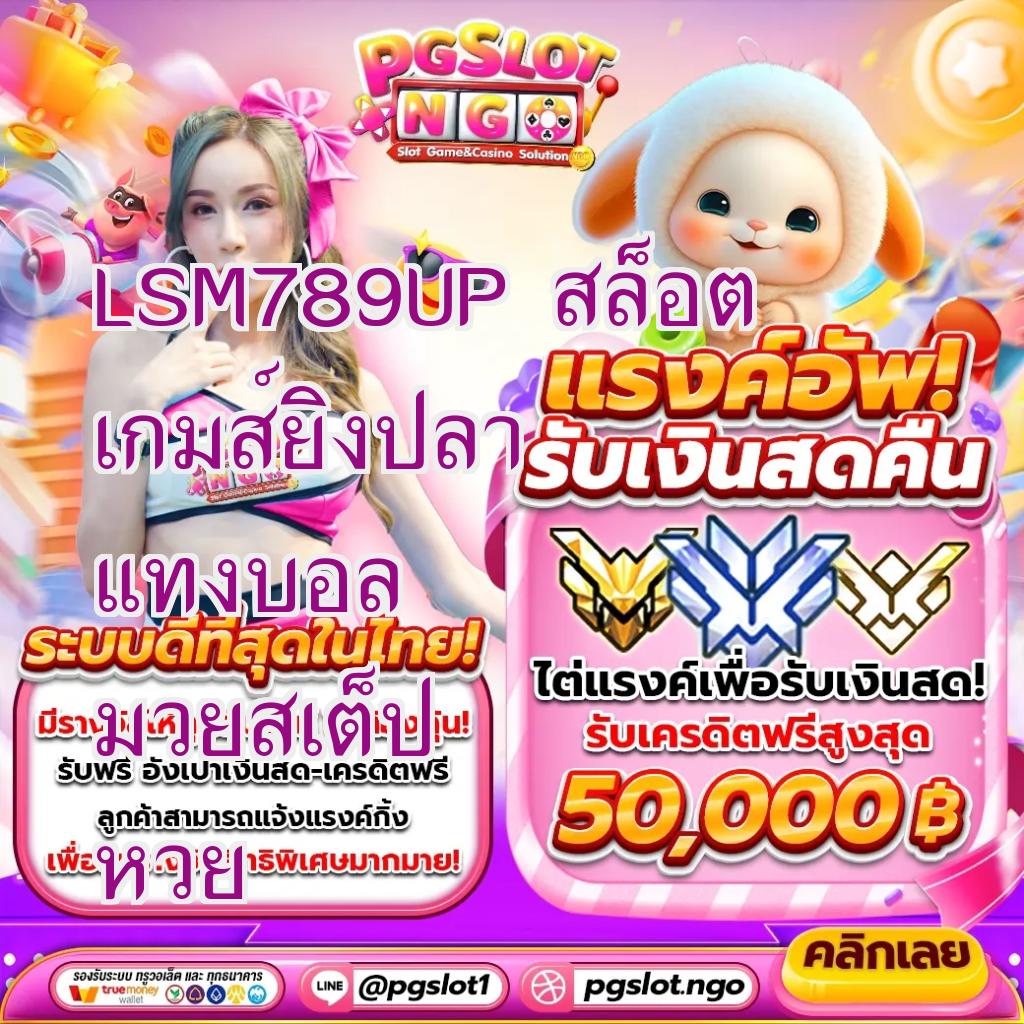 PGSLOT
NGO
Slot Game&Casino Solution
LSM789UP สล็อต
เกมส์ยิงปลา
แทงบอล
มวยสเต็ป
หวย
แรงค์อัพ!
รับเงินสดคืน
ไต่แรงค์เพื่อรับเงินสด!
รับเครดิตฟรีสูงสุด
50,000 ฿
ระบบดีที่สุดในไทย!
รับฟรี อั่งเปาเงินสด-เครดิตฟรี
ลูกค้าสามารถแจ้งแรงค์กิ้ง
คลิกเลย
รองรับระบบ ทรูวอเล็ต และ ทุกธนาคาร
truemoney
wallet
LINE @pgslot1
pgslot.ngo